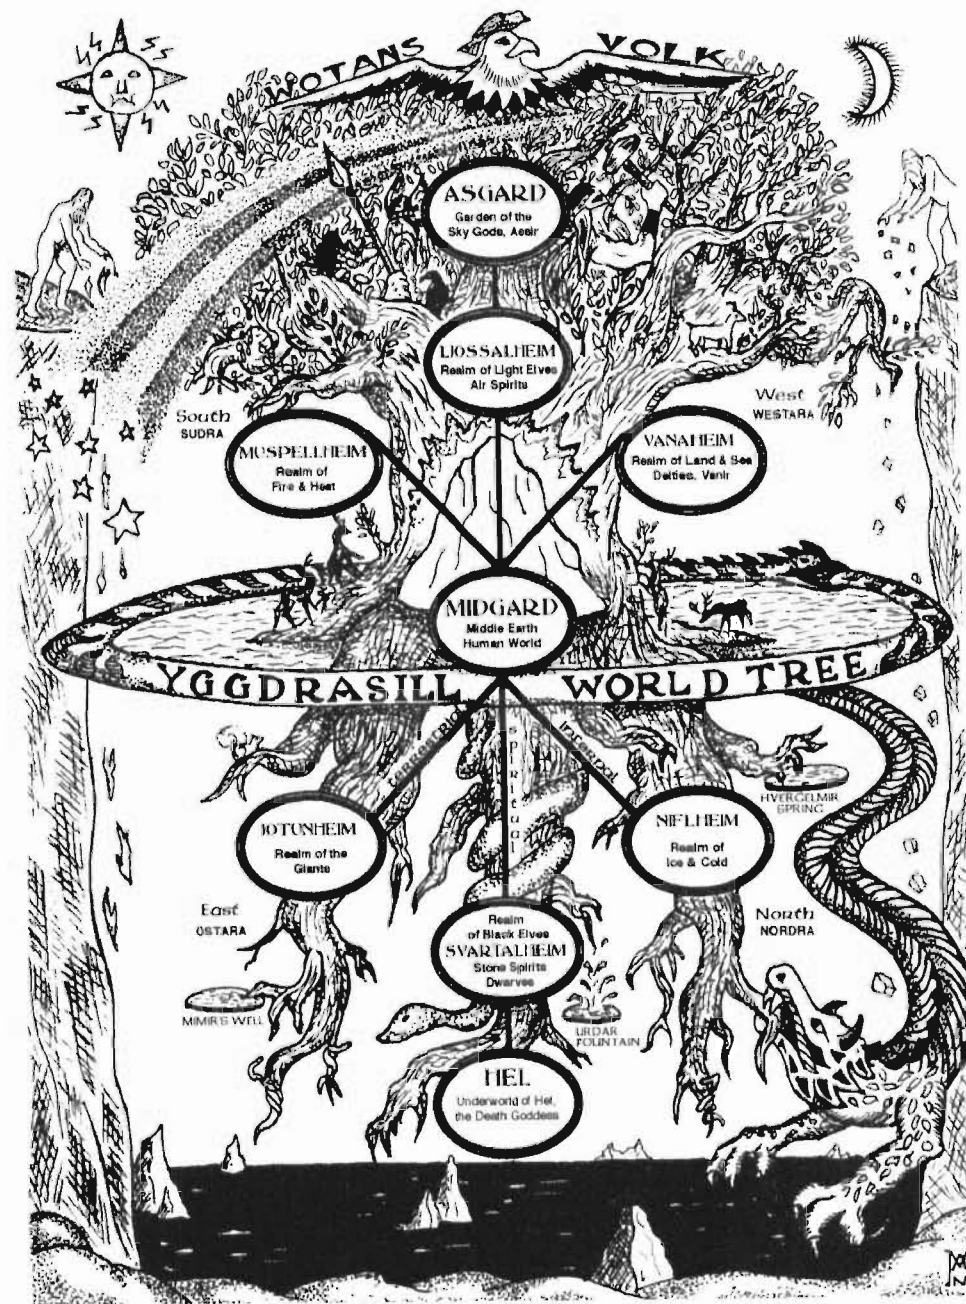 WOTANS VOLK
ASGARD
Garden of the
Sky Gods, Aesir
LIOSSALHEIM
Realm of Light Elves
Air Spirits
South
SUDRA
West
WESTARA
MUSPELLHEIM
Realm of
Fire & Heat
VANAHEIM
Realm of Land & Sea
Deities, Vanir
MIDGARD
Middle Earth
Human World
YGGDRASILL WORLD TREE
spiritual
HVERGELMIR
SPRING
JOTUNHEIM
Realm of the
Giants
NIFLHEIM
Realm of
Ice & Cold
East
OSTARA
North
NORDRA
Realm
of Black Elves
SVARTALHEIM
Stone Spirits
Dwarves
MIMIR'S WELL
URDAR
FOUNTAIN
HEL
Underworld of Hel,
the Death Goddess